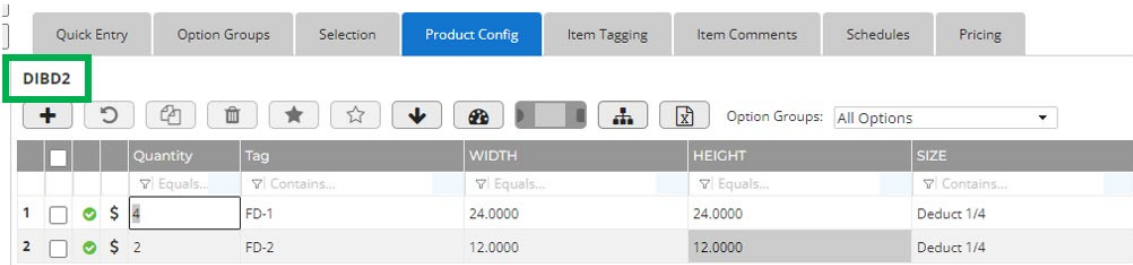 Quick Entry Option Groups Selection Product Config Item Tagging Item Comments Schedules Pricing
DIBD2
Option Groups: All Options
Quantity Tag WIDTH HEIGHT SIZE
Equals... Contains... Equals... Equals... Contains...
1 $ 4 FD-1 24.0000 24.0000 Deduct 1/4
2 $ 2 FD-2 12.0000 12.0000 Deduct 1/4